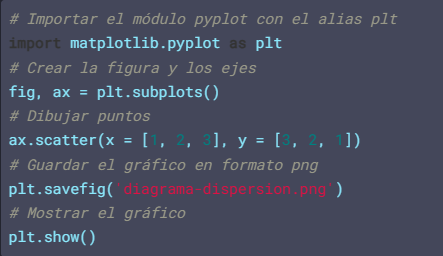 # Importar el módulo pyplot con el alias plt
import matplotlib.pyplot as plt
# Crear la figura y los ejes
fig, ax = plt.subplots()
# Dibujar puntos
ax.scatter(x = [1, 2, 3], y = [3, 2, 1])
# Guardar el gráfico en formato png
plt.savefig('diagrama-dispersion.png')
# Mostrar el gráfico
plt.show()